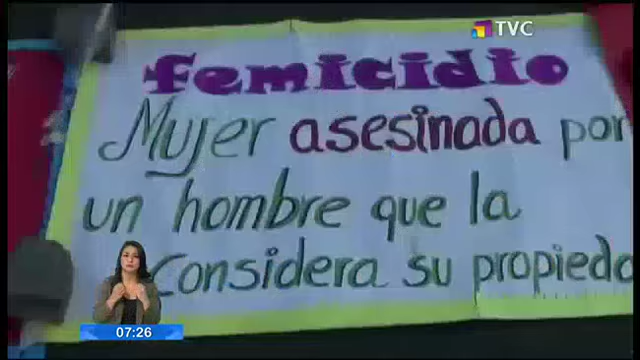 TVC
femicidio
Mujer asesinada por
un hombre que la
considera su propieda
07:26